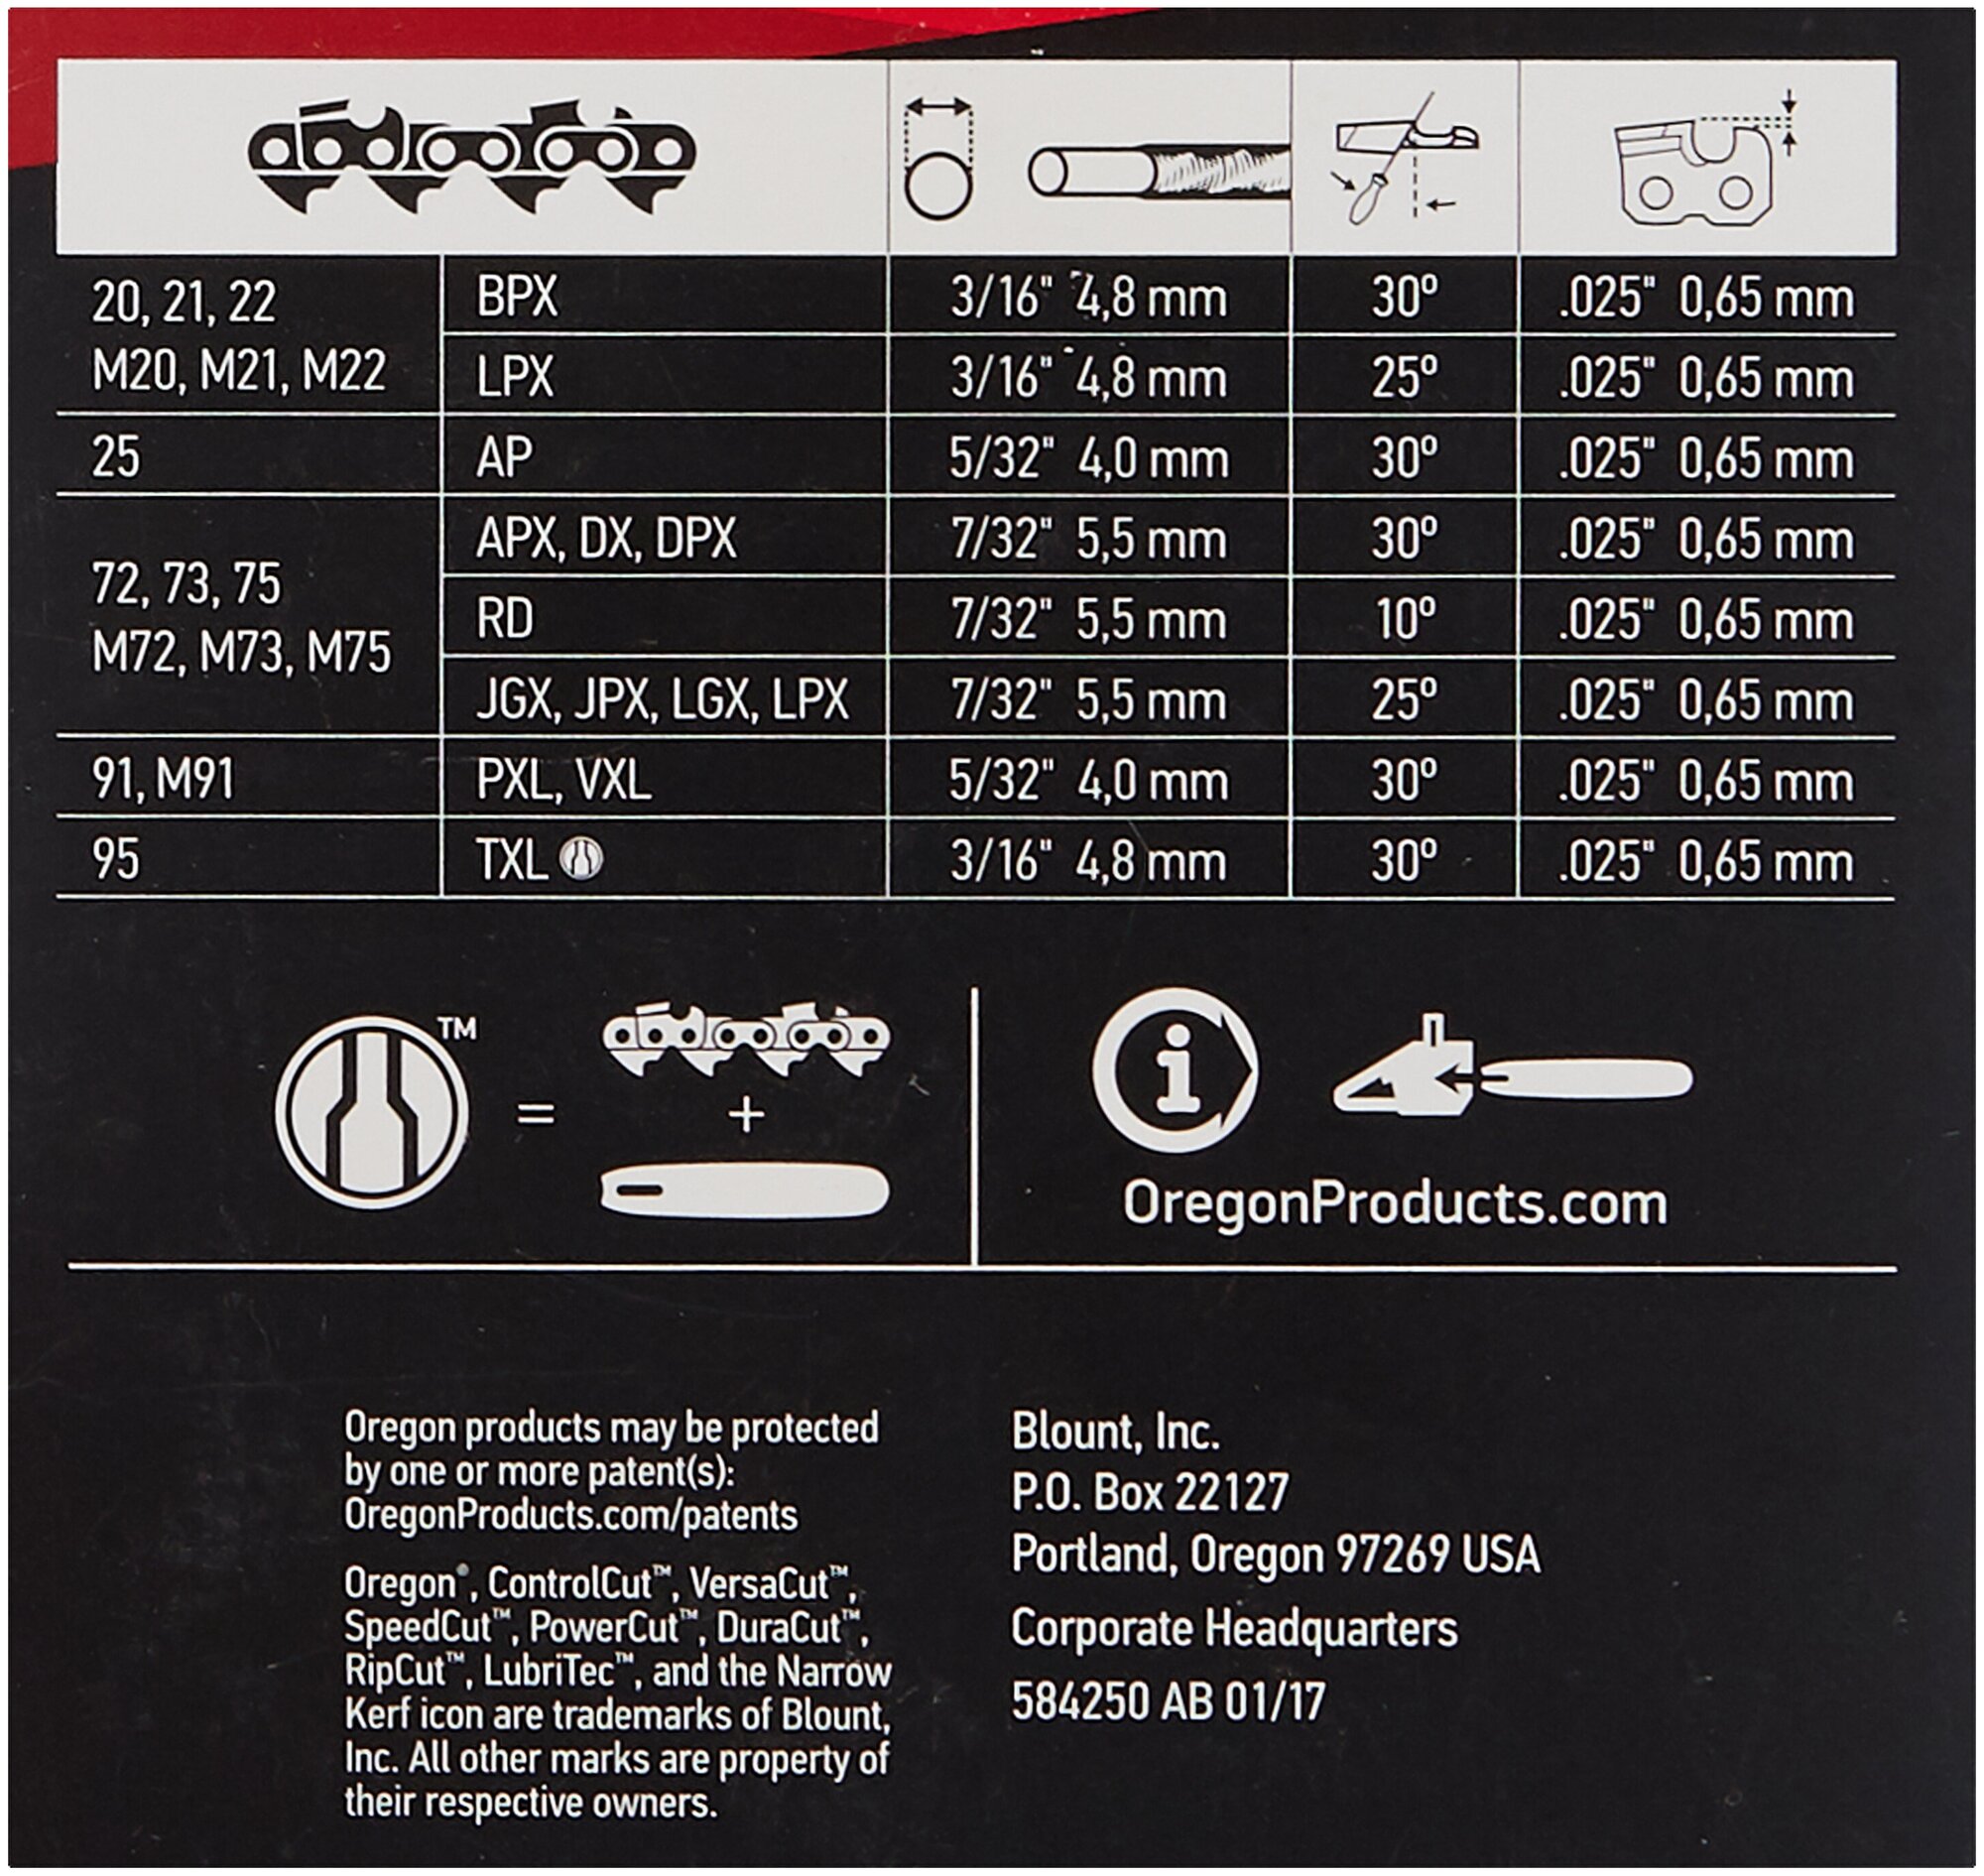 20, 21, 22
M20, M21, M22
BPX 3/16" 4,8 mm 30º .025" 0,65 mm
LPX 3/16" 4,8 mm 25º .025" 0,65 mm
25 AP 5/32" 4,0 mm 30º .025" 0,65 mm
72, 73, 75
M72, M73, M75
APX, DX, DPX 7/32" 5,5 mm 30º .025" 0,65 mm
RD 7/32" 5,5 mm 10º .025" 0,65 mm
JGX, JPX, LGX, LPX 7/32" 5,5 mm 25º .025" 0,65 mm
91, M91 PXL, VXL 5/32" 4,0 mm 30º .025" 0,65 mm
95 TXL 3/16" 4,8 mm 30º .025" 0,65 mm
TM
= +
i
OregonProducts.com
Oregon products may be protected
by one or more patent(s):
OregonProducts.com/patents
Oregon®, ControlCut™, VersaCut™,
SpeedCut™, PowerCut™, DuraCut™,
RipCut™, LubriTec™, and the Narrow
Kerf icon are trademarks of Blount,
Inc. All other marks are property of
their respective owners.
Blount, Inc.
P.O. Box 22127
Portland, Oregon 97269 USA
Corporate Headquarters
584250 AB 01/17